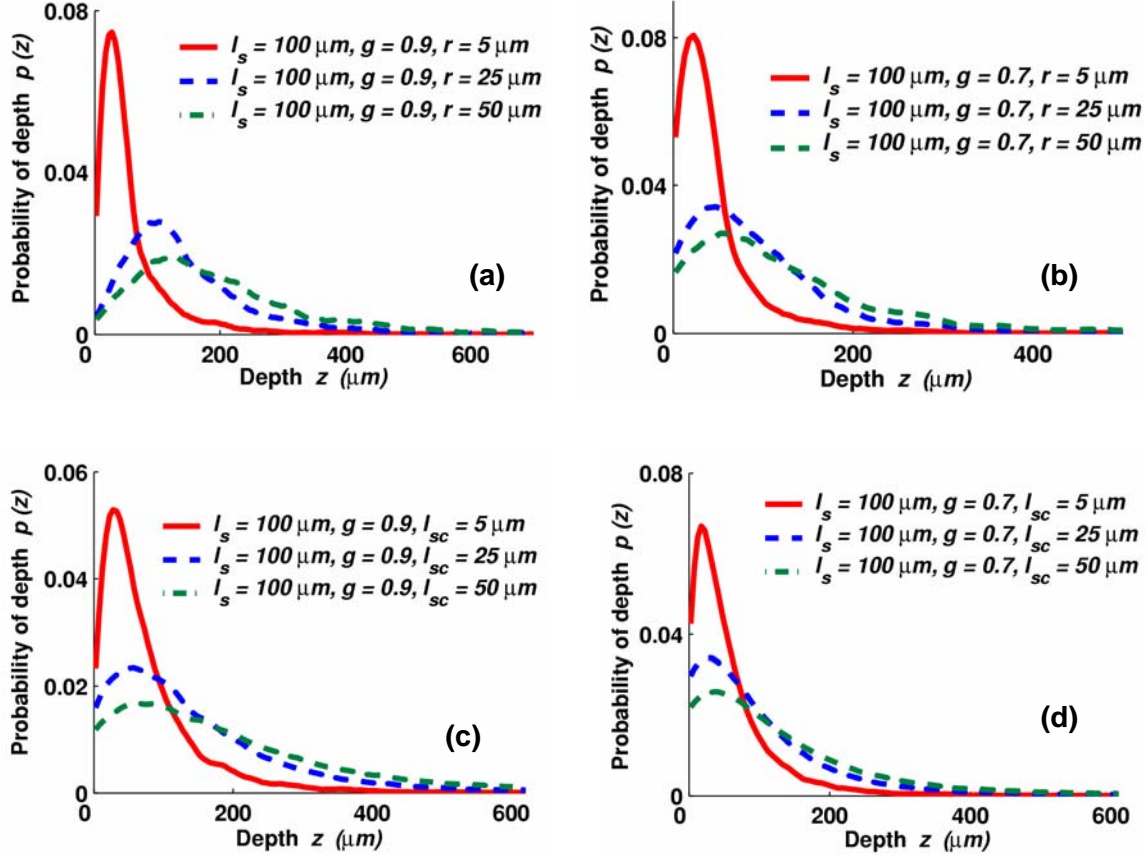 0.08
0.04
0
Probability of depth p (z)
l_s = 100 μm, g = 0.9, r = 5 μm
l_s = 100 μm, g = 0.9, r = 25 μm
l_s = 100 μm, g = 0.9, r = 50 μm
(a)
0 200 400 600
Depth z (μm)
0.08
0.04
0
Probability of depth p (z)
l_s = 100 μm, g = 0.7, r = 5 μm
l_s = 100 μm, g = 0.7, r = 25 μm
l_s = 100 μm, g = 0.7, r = 50 μm
(b)
0 200 400
Depth z (μm)
0.06
0.04
0.02
0
Probability of depth p (z)
l_s = 100 μm, g = 0.9, l_sc = 5 μm
l_s = 100 μm, g = 0.9, l_sc = 25 μm
l_s = 100 μm, g = 0.9, l_sc = 50 μm
(c)
0 200 400 600
Depth z (μm)
0.08
0.04
0
Probability of depth p (z)
l_s = 100 μm, g = 0.7, l_sc = 5 μm
l_s = 100 μm, g = 0.7, l_sc = 25 μm
l_s = 100 μm, g = 0.7, l_sc = 50 μm
(d)
0 200 400 600
Depth z (μm)